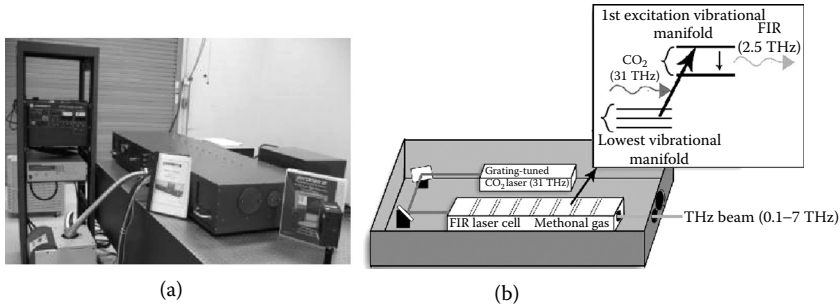 1st excitation vibrational
manifold
FIR
(2.5 THz)
CO2
(31 THz)
Lowest vibrational
manifold
Grating-tuned
CO2 laser (31 THz)
FIR laser cell Methonal gas
THz beam (0.1–7 THz)
(a)
(b)